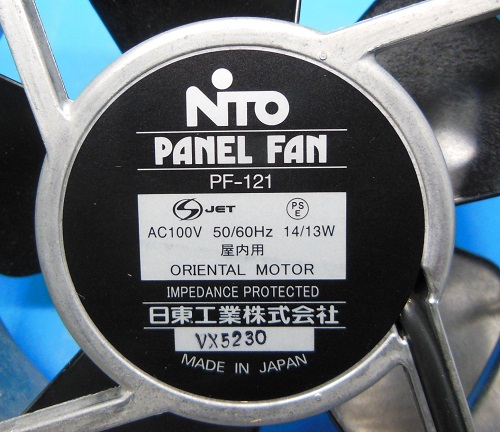 NITO
PANEL FAN
PF-121
JET PSE
AC100V 50/60Hz 14/13W
屋内用
ORIENTAL MOTOR
IMPEDANCE PROTECTED
日東工業株式会社
VX5230
MADE IN JAPAN